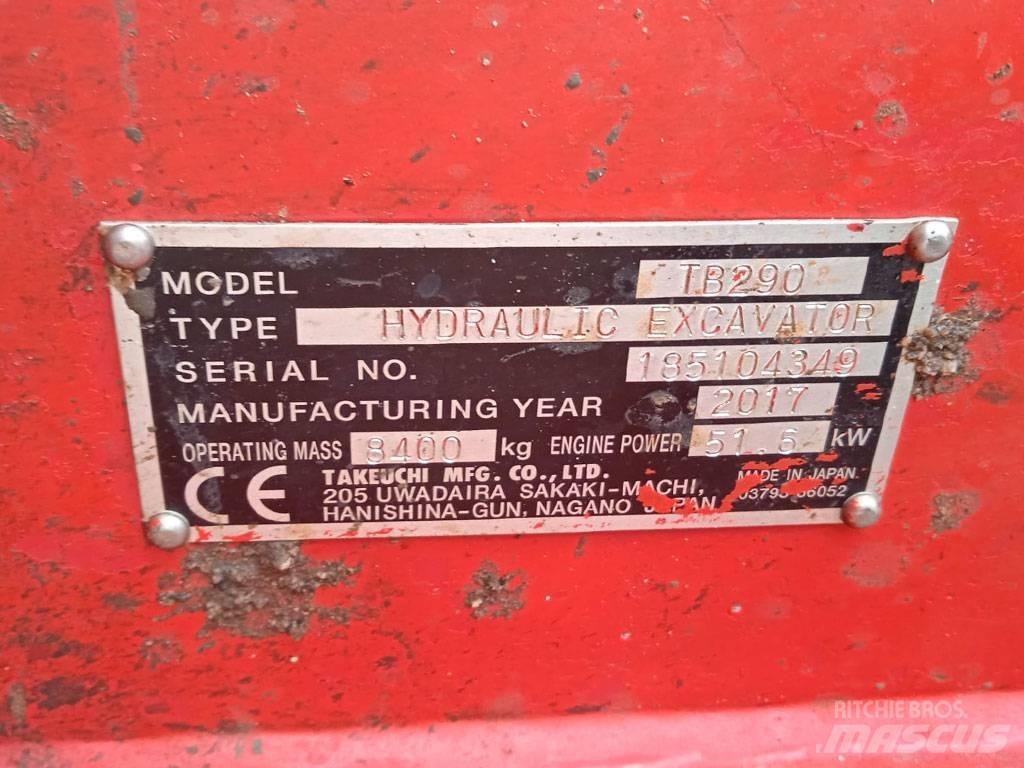 MODEL TB290
TYPE HYDRAULIC EXCAVATOR
SERIAL NO. 185104349
MANUFACTURING YEAR 2017
OPERATING MASS 8400 kg ENGINE POWER 51.6 kW
CE TAKEUCHI MFG. CO., LTD. MADE IN JAPAN.
205 UWADAIRA SAKAKI-MACHI,
HANISHINA-GUN, NAGANO JAPAN
RITCHIE BROS.
MASCUS